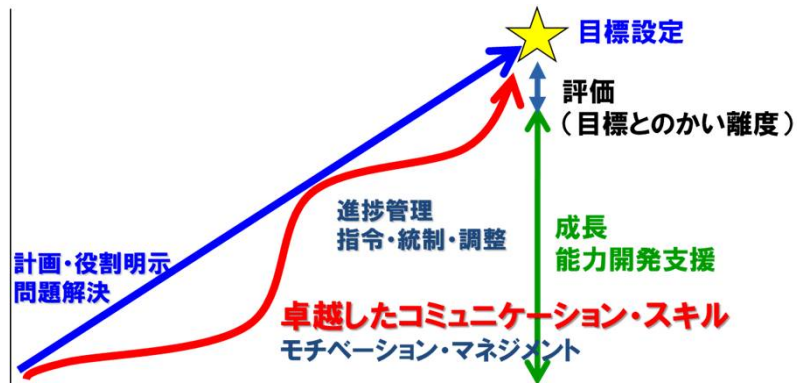 目標設定
評価
（目標とのかい離度）
進捗管理
指令・統制・調整
成長
能力開発支援
計画・役割明示
問題解決
卓越したコミュニケーション・スキル
モチベーション・マネジメント